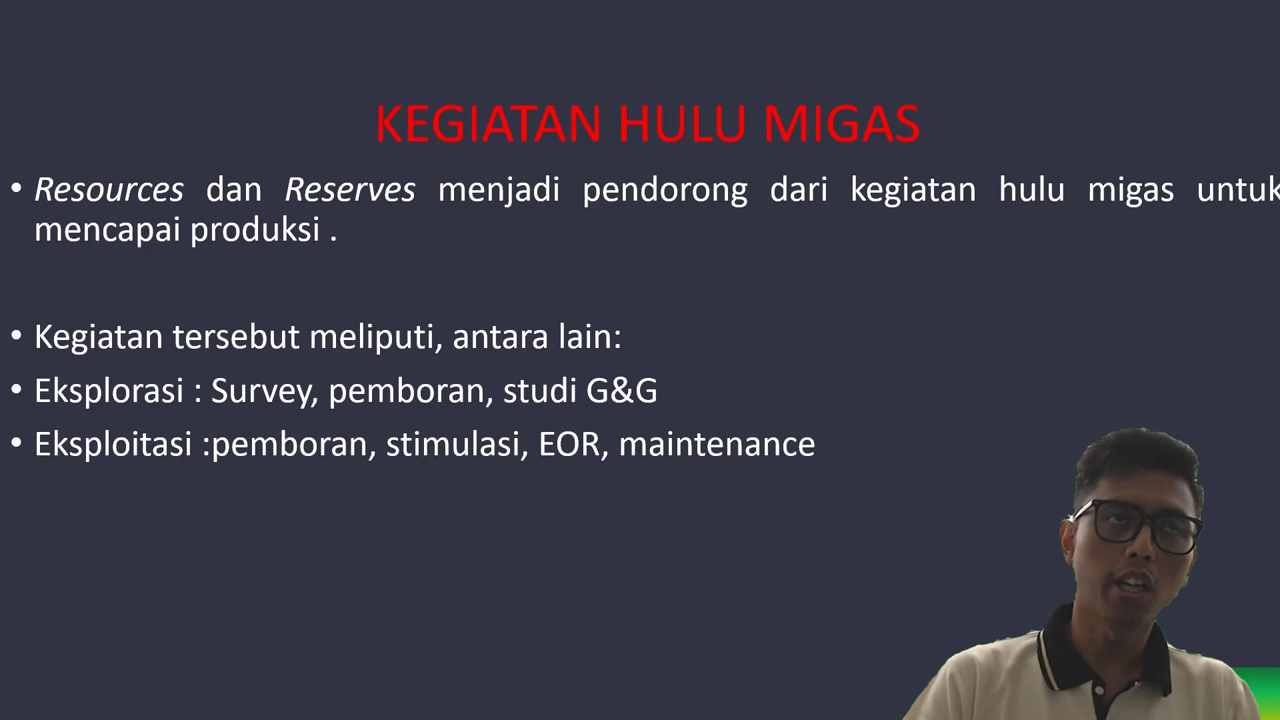 KEGIATAN HULU MIGAS
• Resources dan Reserves menjadi pendorong dari kegiatan hulu migas untuk
mencapai produksi .
• Kegiatan tersebut meliputi, antara lain:
• Eksplorasi : Survey, pemboran, studi G&G
• Eksploitasi :pemboran, stimulasi, EOR, maintenance